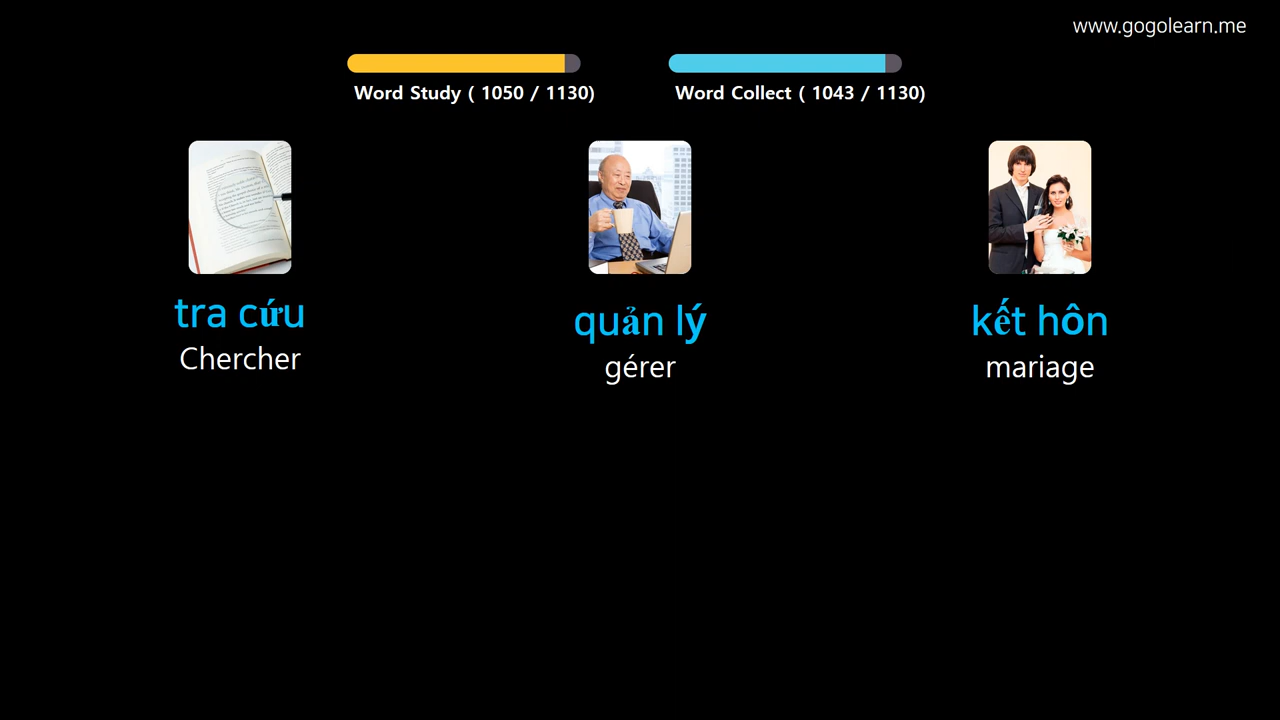 www.gogolearn.me
Word Study ( 1050 / 1130)
Word Collect ( 1043 / 1130)
tra cứu
Chercher
quản lý
gérer
kết hôn
mariage